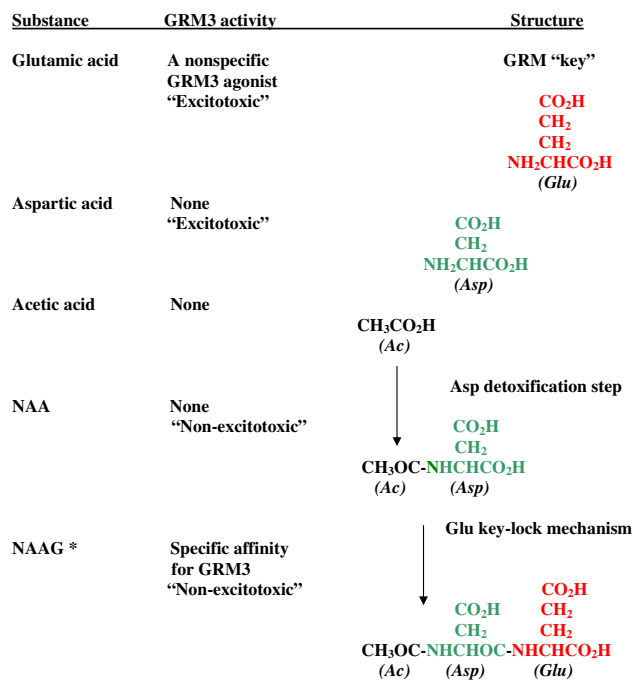 Substance GRM3 activity Structure
Glutamic acid A nonspecific GRM "key"
GRM3 agonist
"Excitotoxic"
CO₂H
CH₂
CH₂
NH₂CHCO₂H
(Glu)
Aspartic acid None
"Excitotoxic"
CO₂H
CH₂
NH₂CHCO₂H
(Asp)
Acetic acid None
CH₃CO₂H
(Ac)
Asp detoxification step
NAA None
"Non-excitotoxic"
CO₂H
CH₂
CH₃OC-NHCHCO₂H
(Ac) (Asp)
Glu key-lock mechanism
NAAG * Specific affinity
for GRM3
"Non-excitotoxic"
CO₂H
CH₂
CO₂H CH₂
CH₂ CH₂
CH₃OC-NHCHOC-NHCHCO₂H
(Ac) (Asp) (Glu)